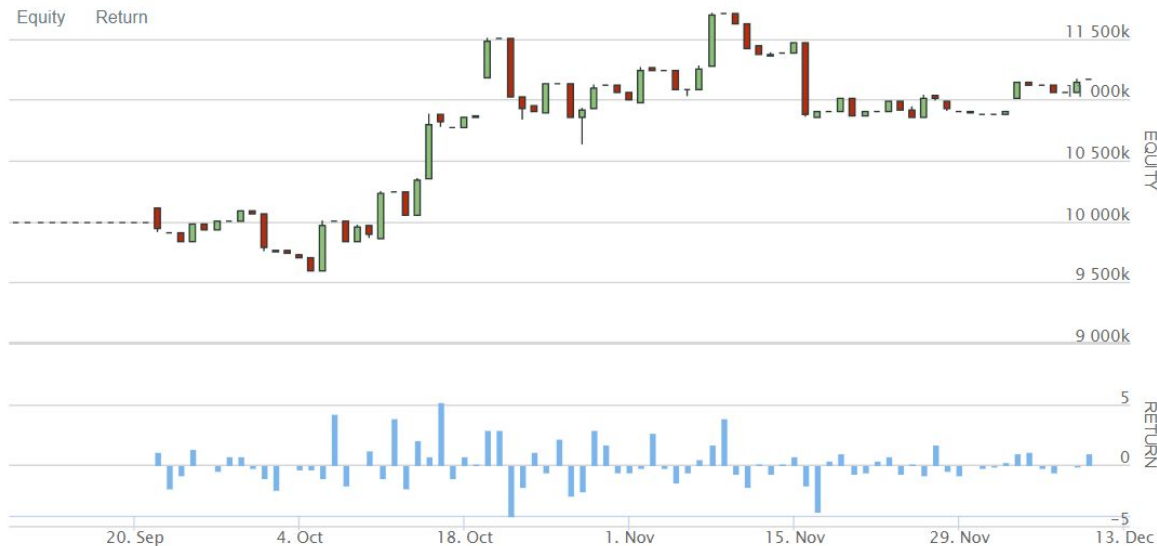 Equity Return
11 500k
11 000k
10 500k
10 000k
9 500k
9 000k
EQUITY
5
0
−5
RETURN
20. Sep 4. Oct 18. Oct 1. Nov 15. Nov 29. Nov 13. Dec